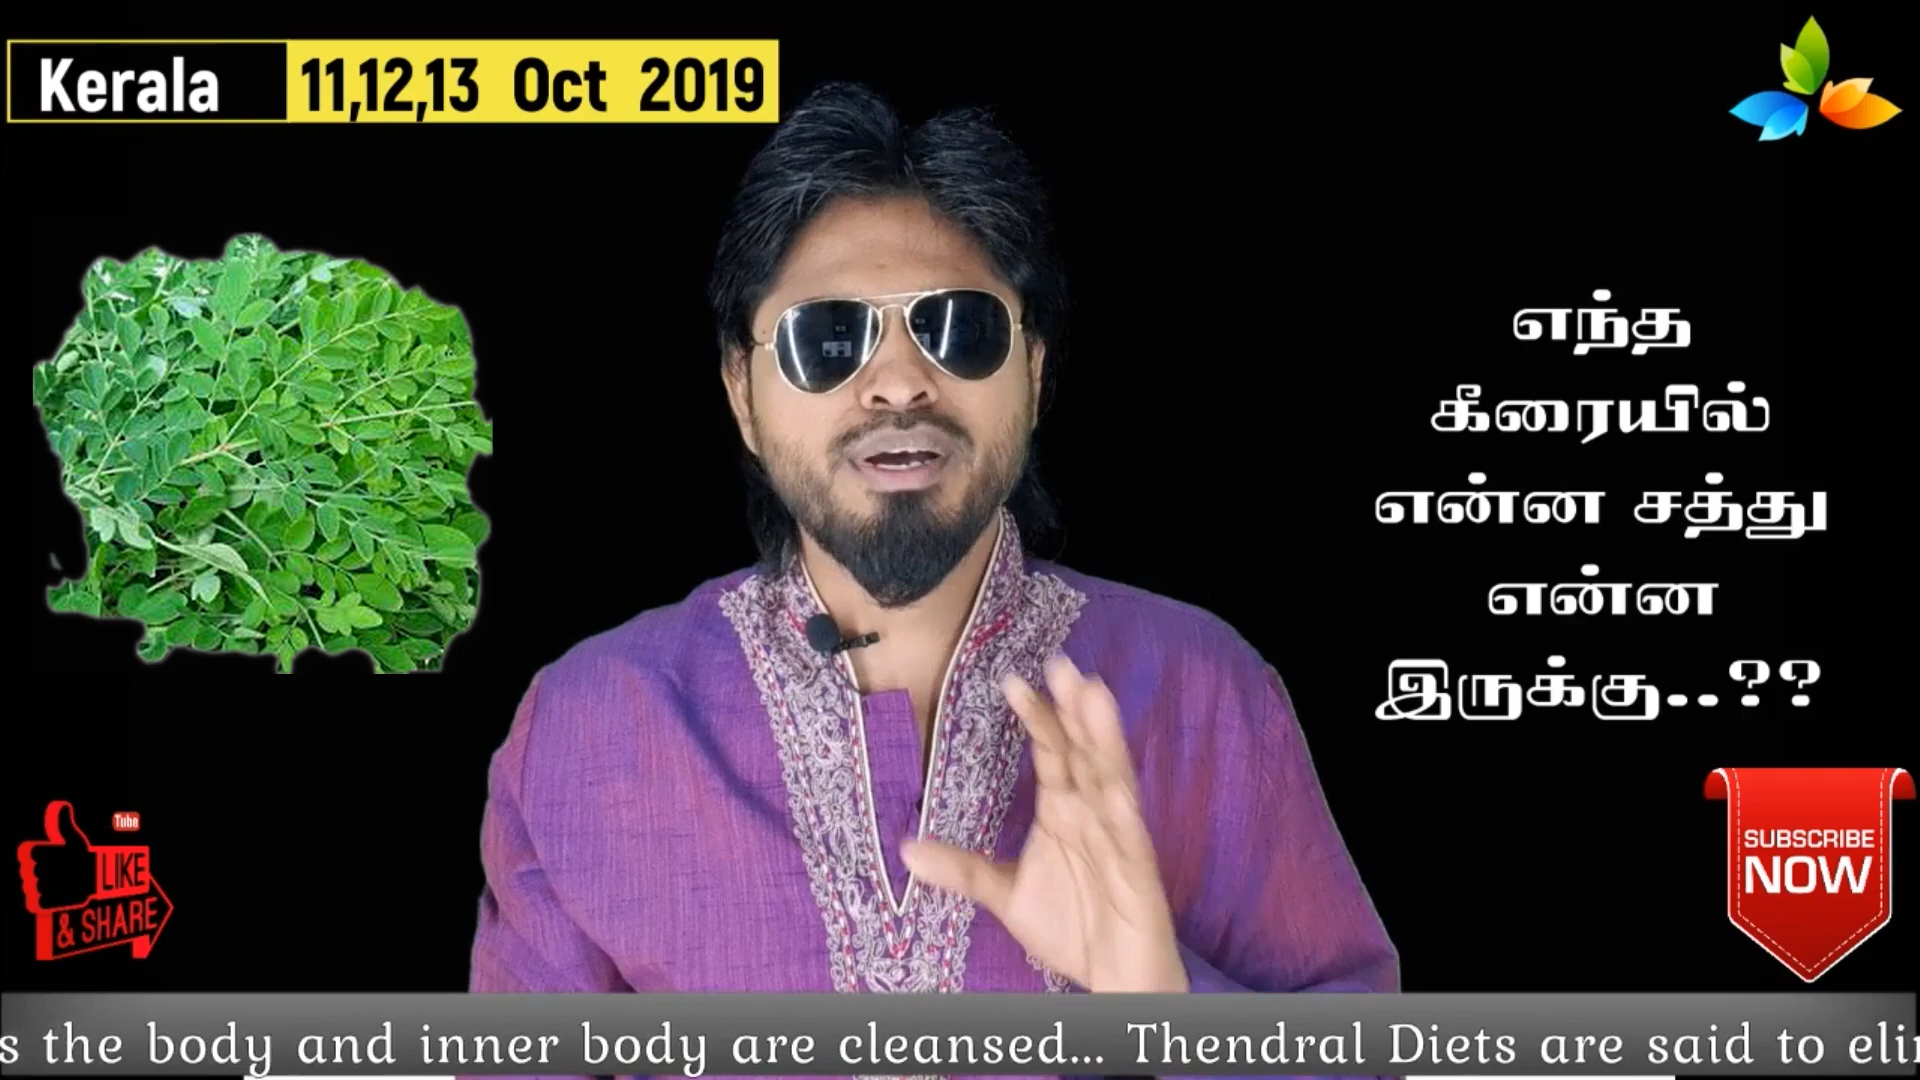 Kerala 11,12,13 Oct 2019
எந்த
கீரையில்
என்ன சத்து
என்ன
இருக்கு..??
Tube
LIKE
& SHARE
SUBSCRIBE
NOW
the body and inner body are cleansed... Thendral Diets are said to